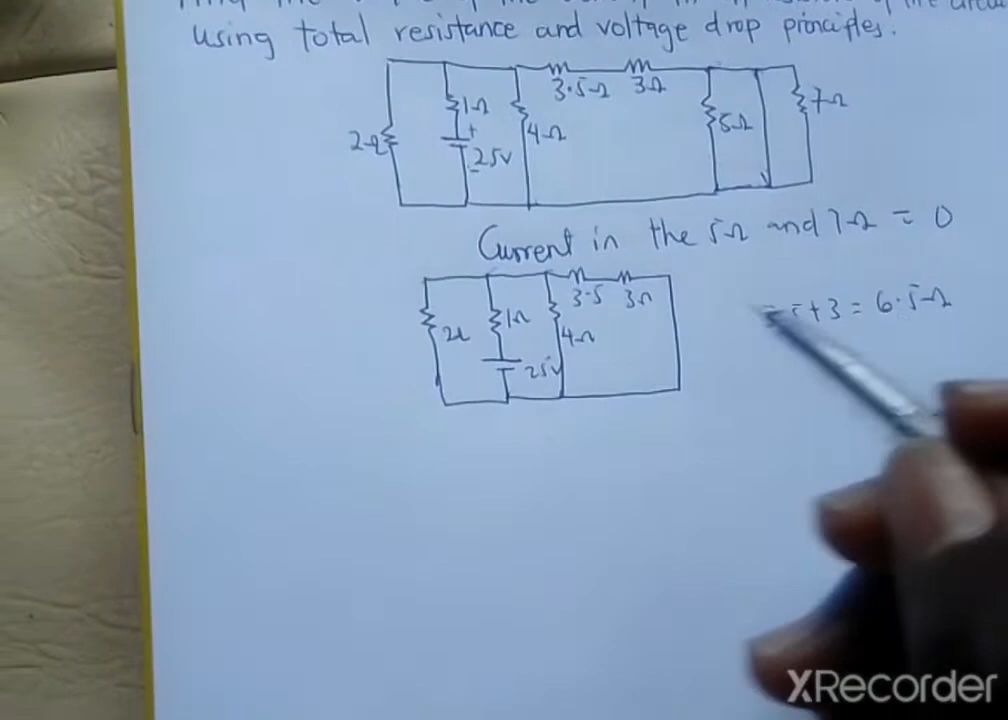 using total resistance and voltage drop principles.
3.5Ω 3Ω
1Ω
7Ω
2Ω
+
4Ω
5Ω
25V
-
Current in the 5Ω and 7Ω = 0
3.5 3Ω
1Ω
2Ω
4Ω
+3 = 6.5Ω
25V
XRecorder